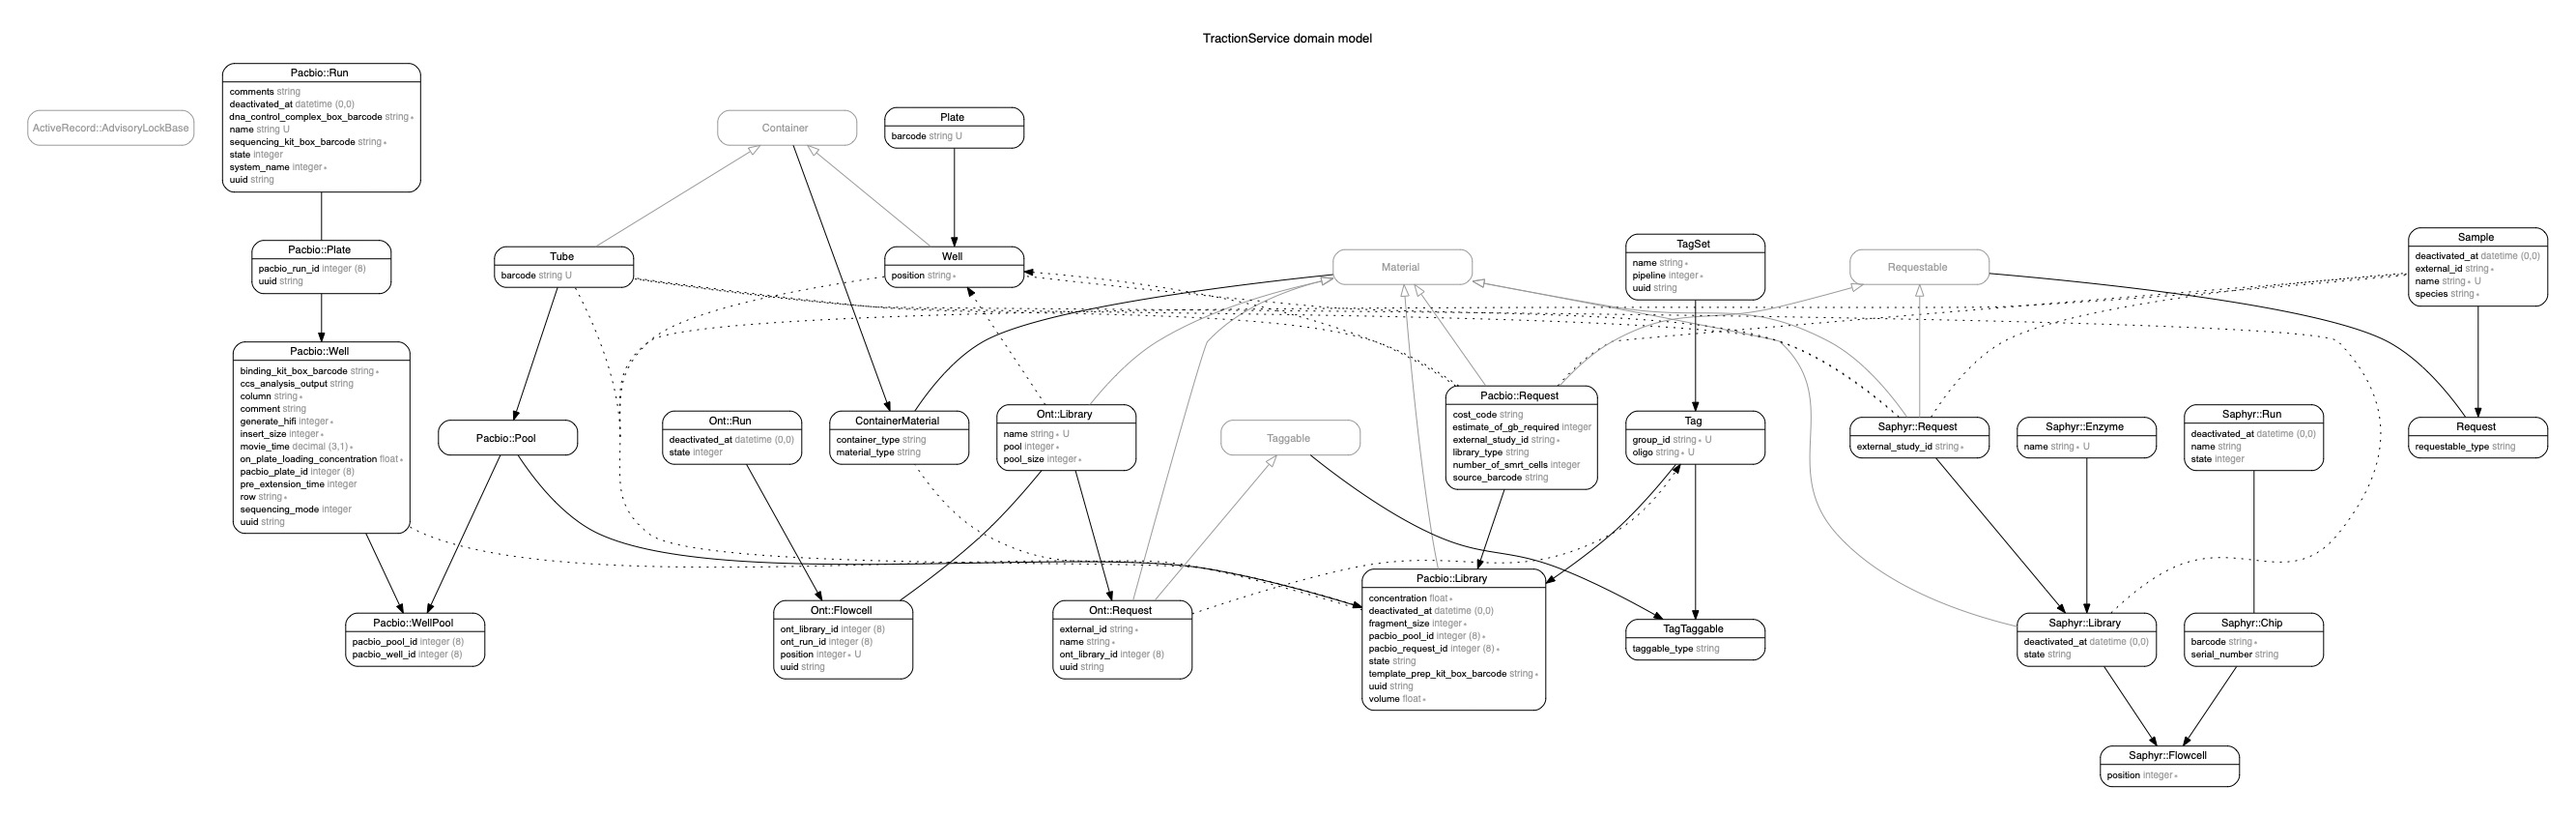 TractionService domain model
ActiveRecord::AdvisoryLockBase
Pacbio::Run
comments string
deactivated_at datetime (0,0)
dna_control_complex_box_barcode string∗
name string U
sequencing_kit_box_barcode string∗
state integer
system_name integer∗
uuid string
Container
Plate
barcode string U
Pacbio::Plate
pacbio_run_id integer (8)
uuid string
Tube
barcode string U
Well
position string∗
Material
TagSet
name string∗
pipeline integer∗
uuid string
Requestable
Sample
deactivated_at datetime (0,0)
external_id string∗
name string∗ U
species string∗
Pacbio::Well
binding_kit_box_barcode string∗
ccs_analysis_output string
column string∗
comment string
generate_hifi integer∗
insert_size integer∗
movie_time decimal (3,1)∗
on_plate_loading_concentration float∗
pacbio_plate_id integer (8)
pre_extension_time integer
row string∗
sequencing_mode integer
uuid string
Pacbio::Pool
Ont::Run
deactivated_at datetime (0,0)
state integer
ContainerMaterial
container_type string
material_type string
Ont::Library
name string∗ U
pool integer∗
pool_size integer∗
Taggable
Pacbio::Request
cost_code string
estimate_of_gb_required integer
external_study_id string∗
library_type string
number_of_smrt_cells integer
source_barcode string
Tag
group_id string∗ U
oligo string∗ U
Saphyr::Request
external_study_id string∗
Saphyr::Enzyme
name string∗ U
Saphyr::Run
deactivated_at datetime (0,0)
name string
state integer
Request
requestable_type string
Pacbio::WellPool
pacbio_pool_id integer (8)
pacbio_well_id integer (8)
Ont::Flowcell
ont_library_id integer (8)
ont_run_id integer (8)
position integer∗ U
uuid string
Ont::Request
external_id string∗
name string∗
ont_library_id integer (8)
uuid string
Pacbio::Library
concentration float∗
deactivated_at datetime (0,0)
fragment_size integer∗
pacbio_pool_id integer (8)∗
pacbio_request_id integer (8)∗
state string
template_prep_kit_box_barcode string∗
uuid string
volume float∗
TagTaggable
taggable_type string
Saphyr::Library
deactivated_at datetime (0,0)
state string
Saphyr::Chip
barcode string∗
serial_number string
Saphyr::Flowcell
position integer∗